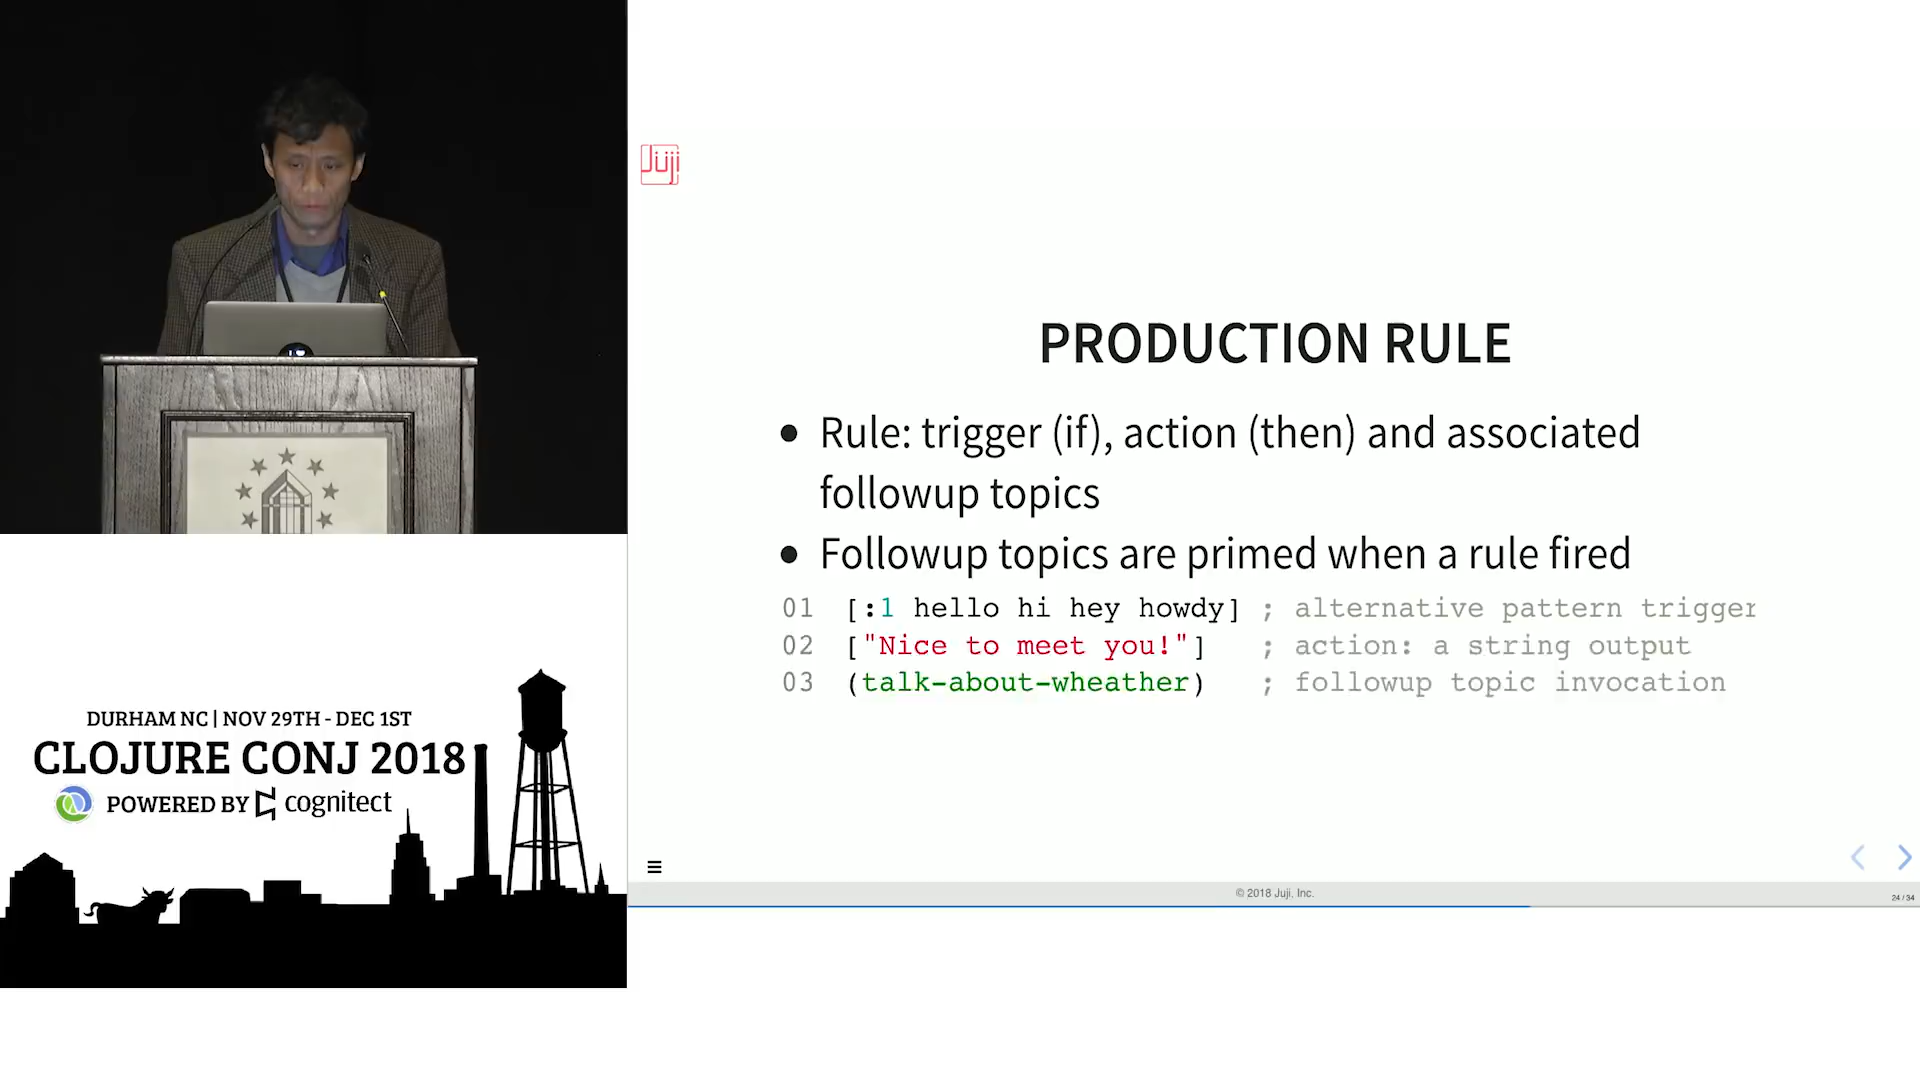 Juji
PRODUCTION RULE
● Rule: trigger (if), action (then) and associated
followup topics
● Followup topics are primed when a rule fired
01 [:1 hello hi hey howdy] ; alternative pattern trigger
02 ["Nice to meet you!"] ; action: a string output
03 (talk-about-wheather) ; followup topic invocation
© 2018 Juji, Inc.
24 / 34
DURHAM NC | NOV 29TH - DEC 1ST
CLOJURE CONJ 2018
POWERED BY cognitect